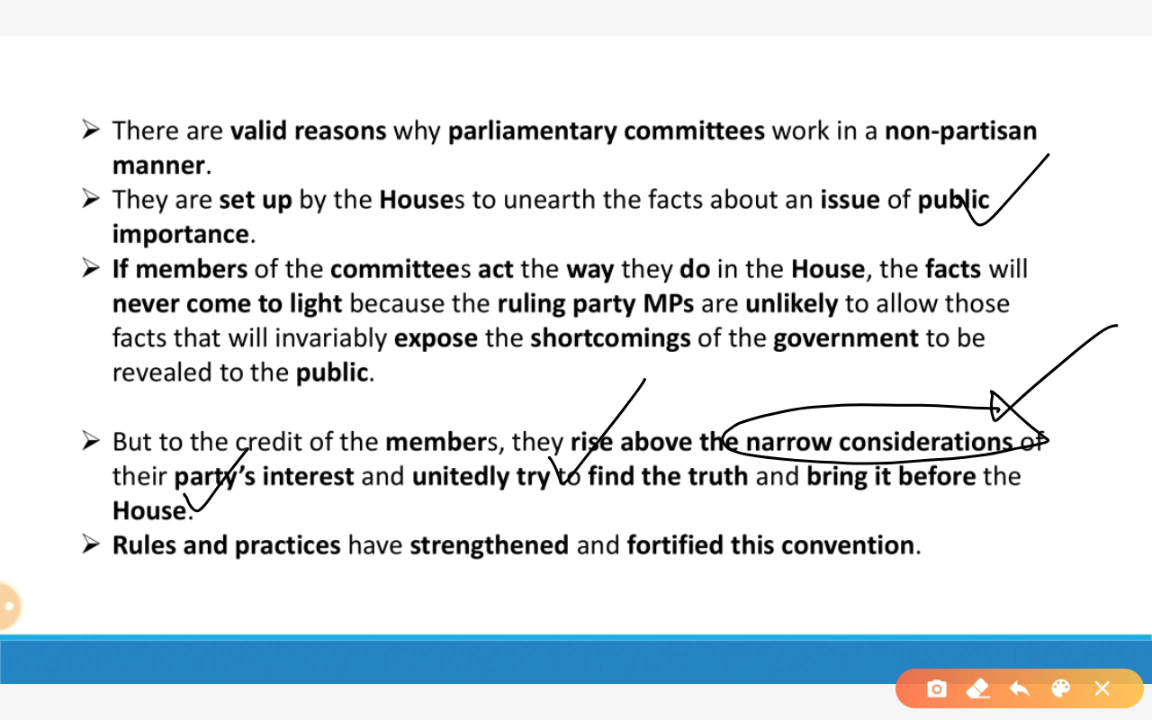 ➢ There are valid reasons why parliamentary committees work in a non-partisan
manner.
➢ They are set up by the Houses to unearth the facts about an issue of public
importance.
➢ If members of the committees act the way they do in the House, the facts will
never come to light because the ruling party MPs are unlikely to allow those
facts that will invariably expose the shortcomings of the government to be
revealed to the public.
➢ But to the credit of the members, they rise above the narrow considerations of
their party's interest and unitedly try to find the truth and bring it before the
House.
➢ Rules and practices have strengthened and fortified this convention.